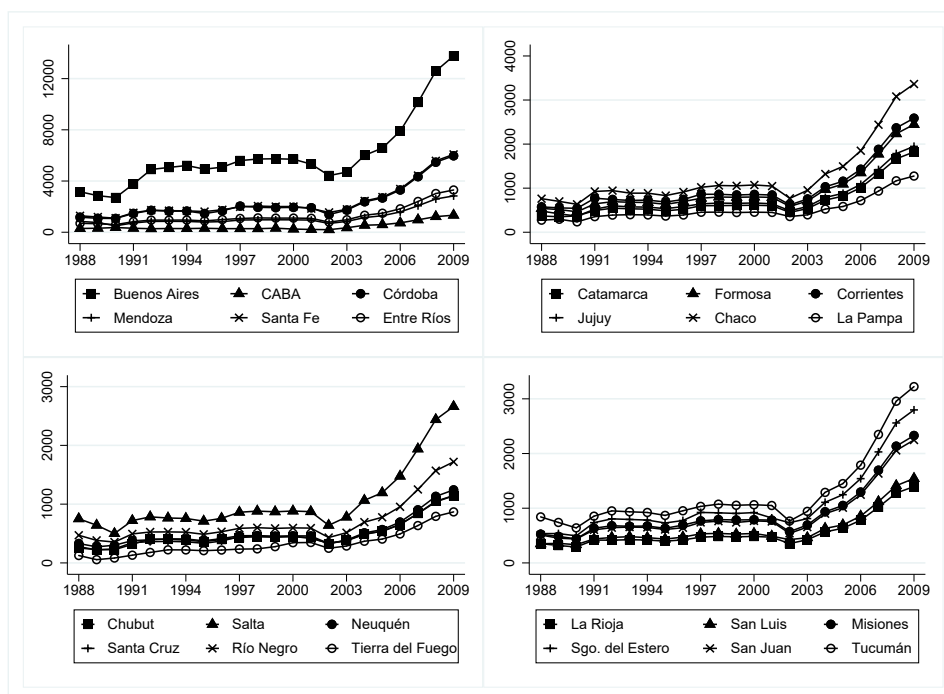 12000
8000
4000
0
1988 1991 1994 1997 2000 2003 2006 2009
Buenos Aires CABA Córdoba
Mendoza Santa Fe Entre Ríos
4000
3000
2000
1000
0
1988 1991 1994 1997 2000 2003 2006 2009
Catamarca Formosa Corrientes
Jujuy Chaco La Pampa
3000
2000
1000
0
1988 1991 1994 1997 2000 2003 2006 2009
Chubut Salta Neuquén
Santa Cruz Río Negro Tierra del Fuego
3000
2000
1000
0
1988 1991 1994 1997 2000 2003 2006 2009
La Rioja San Luis Misiones
Sgo. del Estero San Juan Tucumán